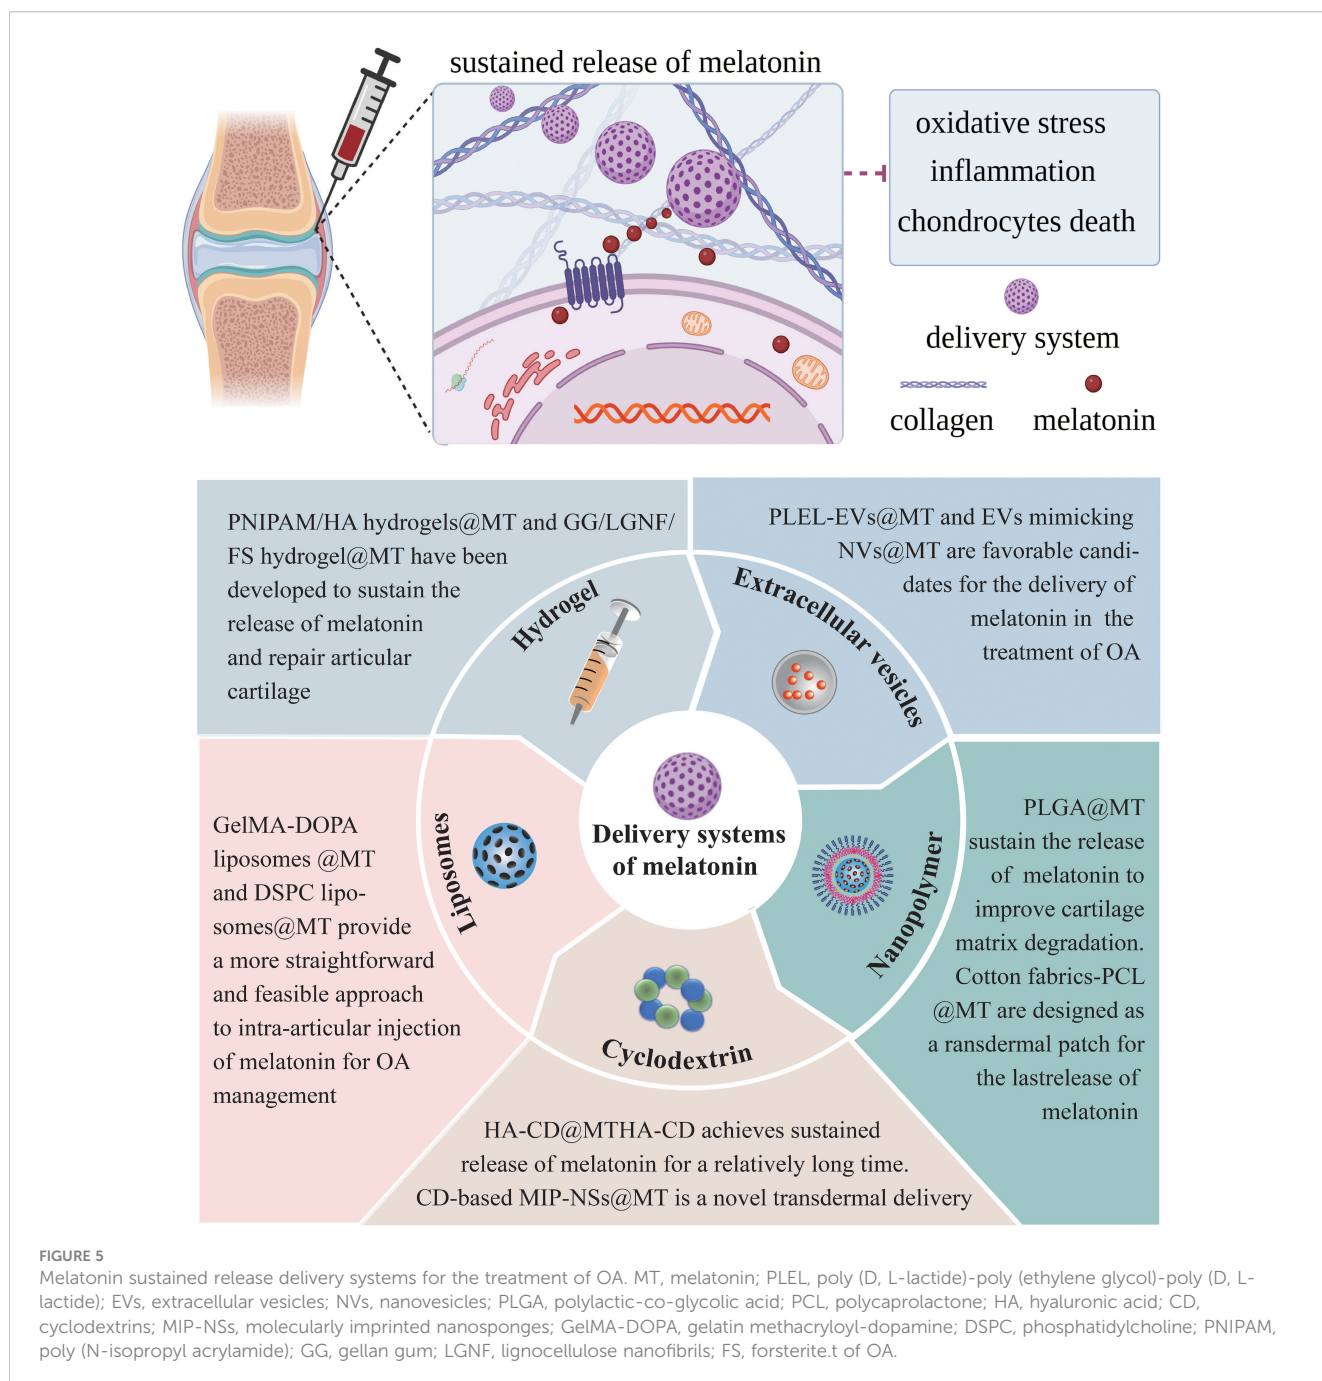 sustained release of melatonin
oxidative stress
inflammation
chondrocytes death
delivery system
collagen
melatonin
PNIPAM/HA hydrogels@MT and GG/LGNF/
FS hydrogel@MT have been
developed to sustain the
release of melatonin
and repair articular
cartilage
Hydrogel
PLEL-EVs@MT and EVs mimicking
NVs@MT are favorable candi-
dates for the delivery of
melatonin in the
treatment of OA
Extracellular vesicles
GelMA-DOPA
liposomes @MT
and DSPC lipo-
somes@MT provide
a more straightforward
and feasible approach
to intra-articular injection
of melatonin for OA
management
Liposomes
Delivery systems
of melatonin
PLGA@MT
sustain the release
of melatonin to
improve cartilage
matrix degradation.
Cotton fabrics-PCL
@MT are designed as
a ransdermal patch for
the lastrelease of
melatonin
Nanopolymer
Cyclodextrin
HA-CD@MTHA-CD achieves sustained
release of melatonin for a relatively long time.
CD-based MIP-NSs@MT is a novel transdermal delivery
FIGURE 5
Melatonin sustained release delivery systems for the treatment of OA. MT, melatonin; PLEL, poly (D, L-lactide)-poly (ethylene glycol)-poly (D, L-
lactide); EVs, extracellular vesicles; NVs, nanovesicles; PLGA, polylactic-co-glycolic acid; PCL, polycaprolactone; HA, hyaluronic acid; CD,
cyclodextrins; MIP-NSs, molecularly imprinted nanosponges; GelMA-DOPA, gelatin methacryloyl-dopamine; DSPC, phosphatidylcholine; PNIPAM,
poly (N-isopropyl acrylamide); GG, gellan gum; LGNF, lignocellulose nanofibrils; FS, forsterite.t of OA.